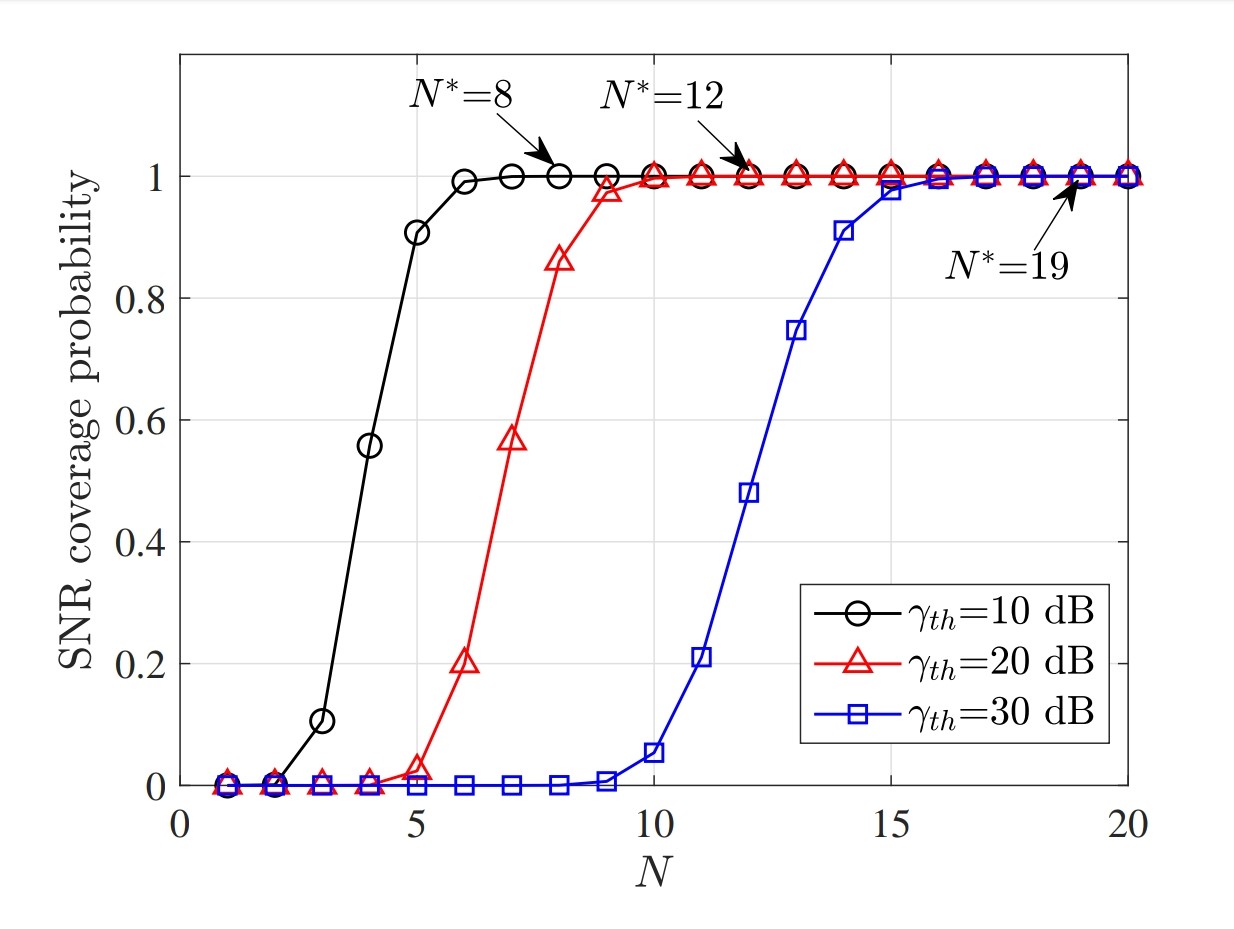 N*=8
N*=12
1
0.8
0.6
0.4
0.2
0
SNR coverage probability
N*=19
γth=10 dB
γth=20 dB
γth=30 dB
0
5
10
15
20
N